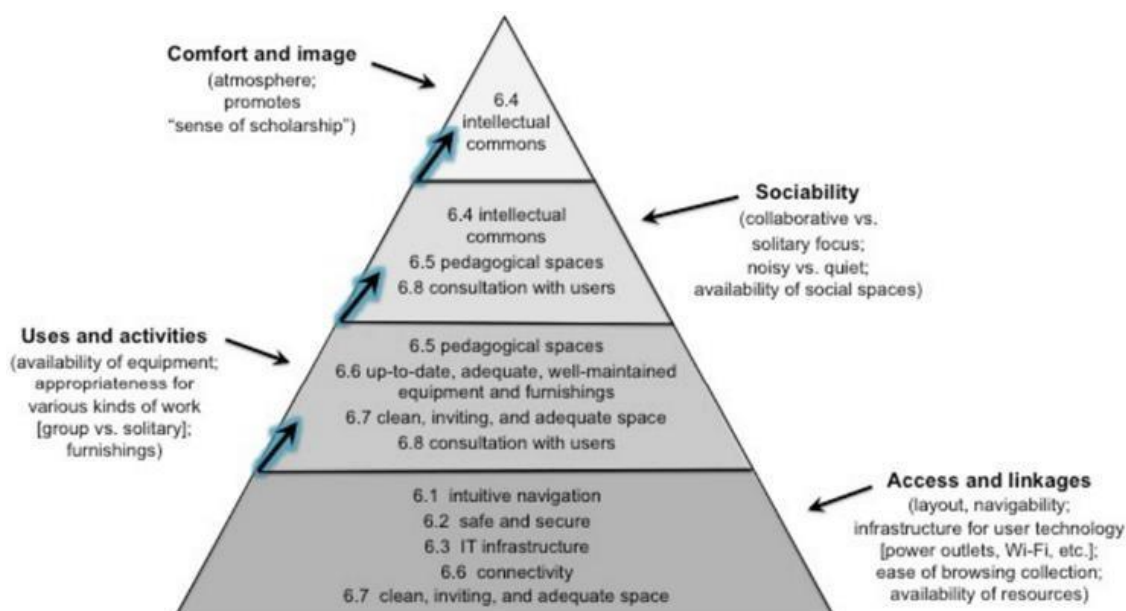 Comfort and image
(atmosphere;
promotes
“sense of scholarship”)
6.4
intellectual
commons
Sociability
(collaborative vs.
solitary focus;
noisy vs. quiet;
availability of social spaces)
6.4 intellectual
commons
6.5 pedagogical spaces
6.8 consultation with users
Uses and activities
(availability of equipment;
appropriateness for
various kinds of work
[group vs. solitary];
furnishings)
6.5 pedagogical spaces
6.6 up-to-date, adequate, well-maintained
equipment and furnishings
6.7 clean, inviting, and adequate space
6.8 consultation with users
Access and linkages
(layout, navigability;
infrastructure for user technology
[power outlets, Wi-Fi, etc.];
ease of browsing collection;
availability of resources)
6.1 intuitive navigation
6.2 safe and secure
6.3 IT infrastructure
6.6 connectivity
6.7 clean, inviting, and adequate space